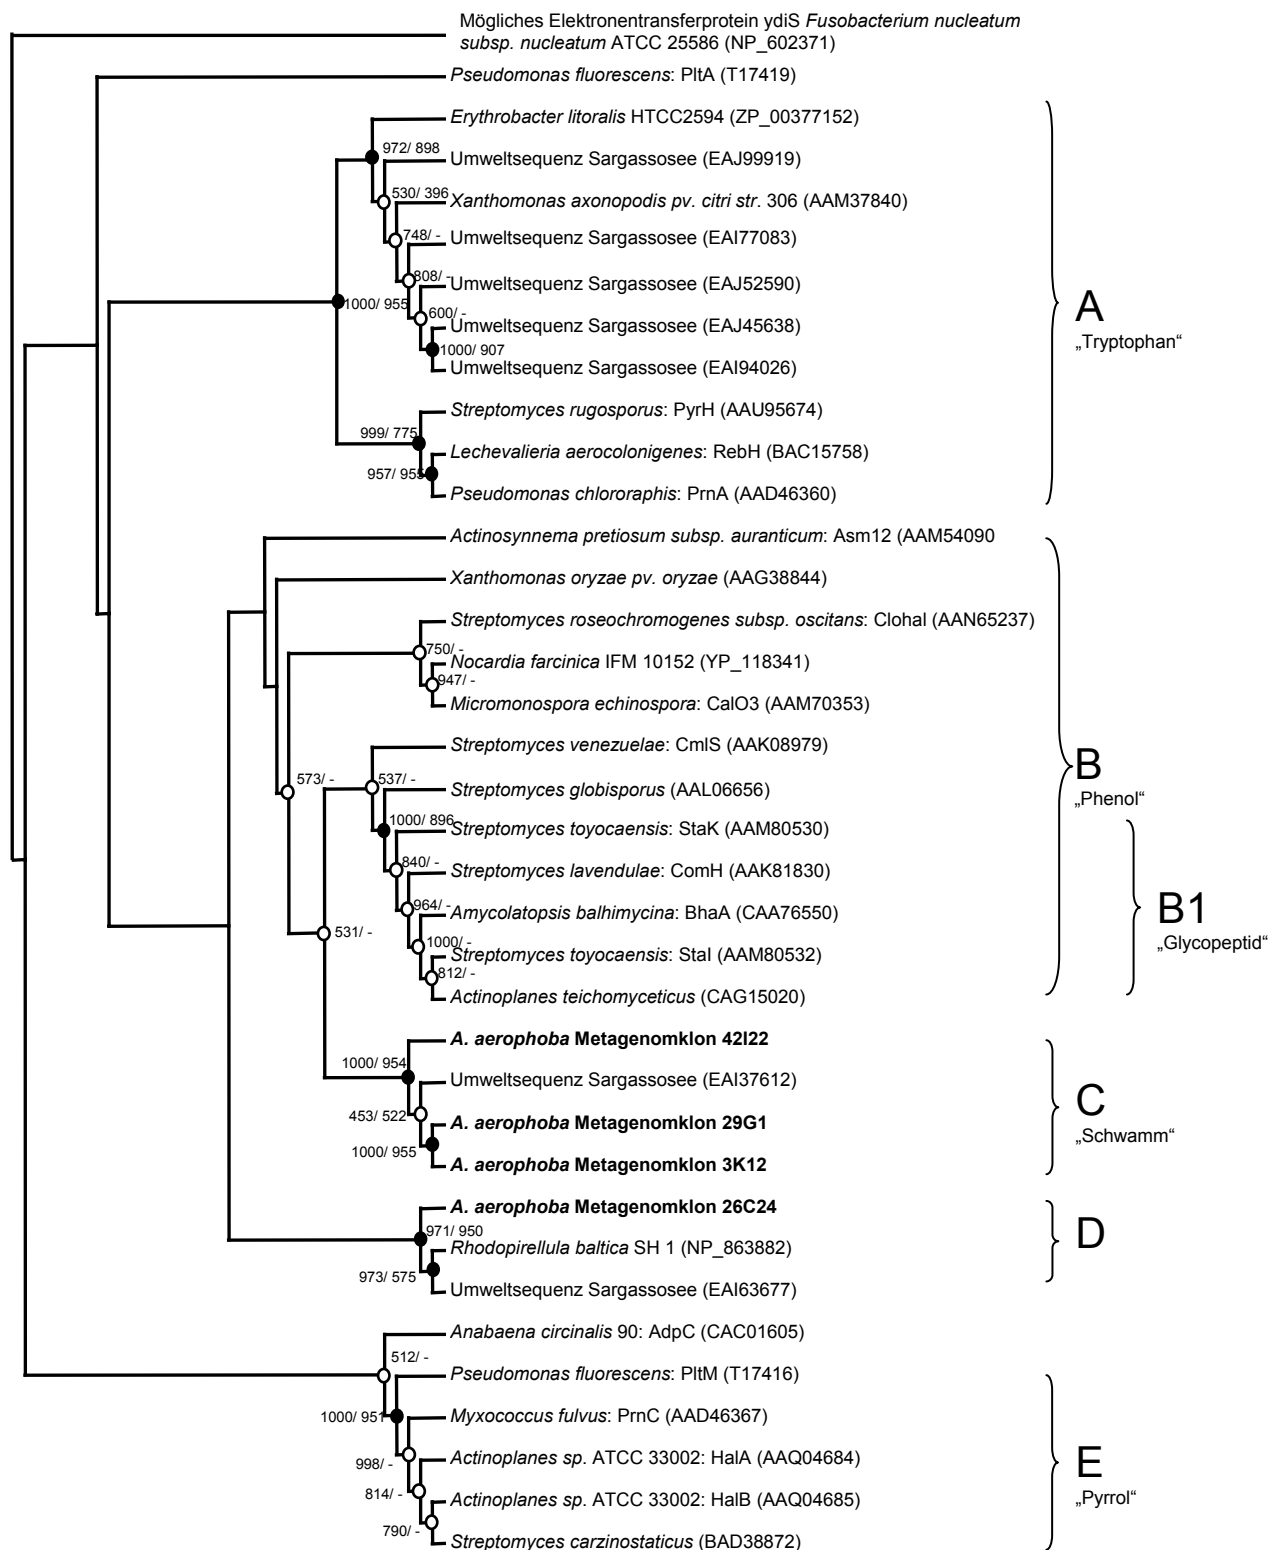 Mögliches Elektronentransferprotein ydiS Fusobacterium nucleatum
subsp. nucleatum ATCC 25586 (NP_602371)
Pseudomonas fluorescens: PltA (T17419)
Erythrobacter litoralis HTCC2594 (ZP_00377152)
972/ 898
Umweltsequenz Sargassosee (EAJ99919)
530/ 396
Xanthomonas axonopodis pv. citri str. 306 (AAM37840)
748/ -
Umweltsequenz Sargassosee (EAI77083)
808/ -
Umweltsequenz Sargassosee (EAJ52590)
1000/ 955
600/ -
Umweltsequenz Sargassosee (EAJ45638)
1000/ 907
Umweltsequenz Sargassosee (EAI94026)
A
„Tryptophan“
Streptomyces rugosporus: PyrH (AAU95674)
999/ 775
Lechevalieria aerocolonigenes: RebH (BAC15758)
957/ 955
Pseudomonas chlororaphis: PrnA (AAD46360)
Actinosynnema pretiosum subsp. auranticum: Asm12 (AAM54090
Xanthomonas oryzae pv. oryzae (AAG38844)
Streptomyces roseochromogenes subsp. oscitans: Clohal (AAN65237)
750/ -
Nocardia farcinica IFM 10152 (YP_118341)
947/ -
Micromonospora echinospora: CalO3 (AAM70353)
Streptomyces venezuelae: CmlS (AAK08979)
573/ -
537/ -
Streptomyces globisporus (AAL06656)
B
„Phenol“
1000/ 896
Streptomyces toyocaensis: StaK (AAM80530)
840/ -
Streptomyces lavendulae: ComH (AAK81830)
964/ -
Amycolatopsis balhimycina: BhaA (CAA76550)
B1
„Glycopeptid“
531/ -
1000/ -
Streptomyces toyocaensis: StaI (AAM80532)
812/ -
Actinoplanes teichomyceticus (CAG15020)
A. aerophoba Metagenomklon 42I22
1000/ 954
Umweltsequenz Sargassosee (EAI37612)
453/ 522
A. aerophoba Metagenomklon 29G1
C
„Schwamm“
1000/ 955
A. aerophoba Metagenomklon 3K12
A. aerophoba Metagenomklon 26C24
971/ 950
D
Rhodopirellula baltica SH 1 (NP_863882)
973/ 575
Umweltsequenz Sargassosee (EAI63677)
Anabaena circinalis 90: AdpC (CAC01605)
512/ -
Pseudomonas fluorescens: PltM (T17416)
1000/ 951
Myxococcus fulvus: PrnC (AAD46367)
998/ -
Actinoplanes sp. ATCC 33002: HalA (AAQ04684)
E
„Pyrrol“
814/ -
Actinoplanes sp. ATCC 33002: HalB (AAQ04685)
790/ -
Streptomyces carzinostaticus (BAD38872)